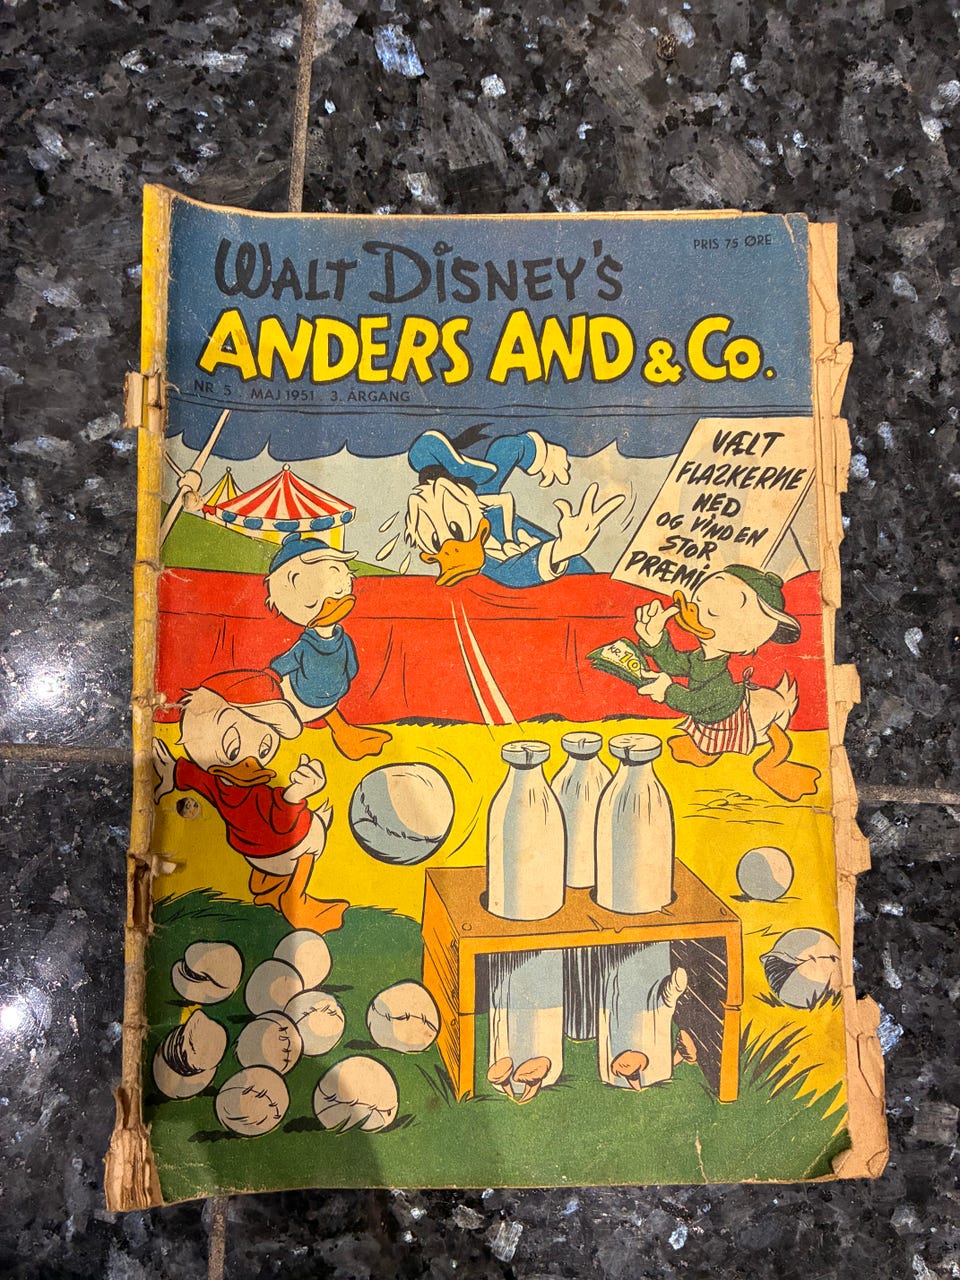 WALT DISNEY'S
PRIS 75 ØRE
ANDERS AND & Co.
NR. 5. MAJ 1951 3. ÅRGANG
VÆLT
FLASKERNE
NED
OG VIND EN
STOR
PRÆMI
KR. 10